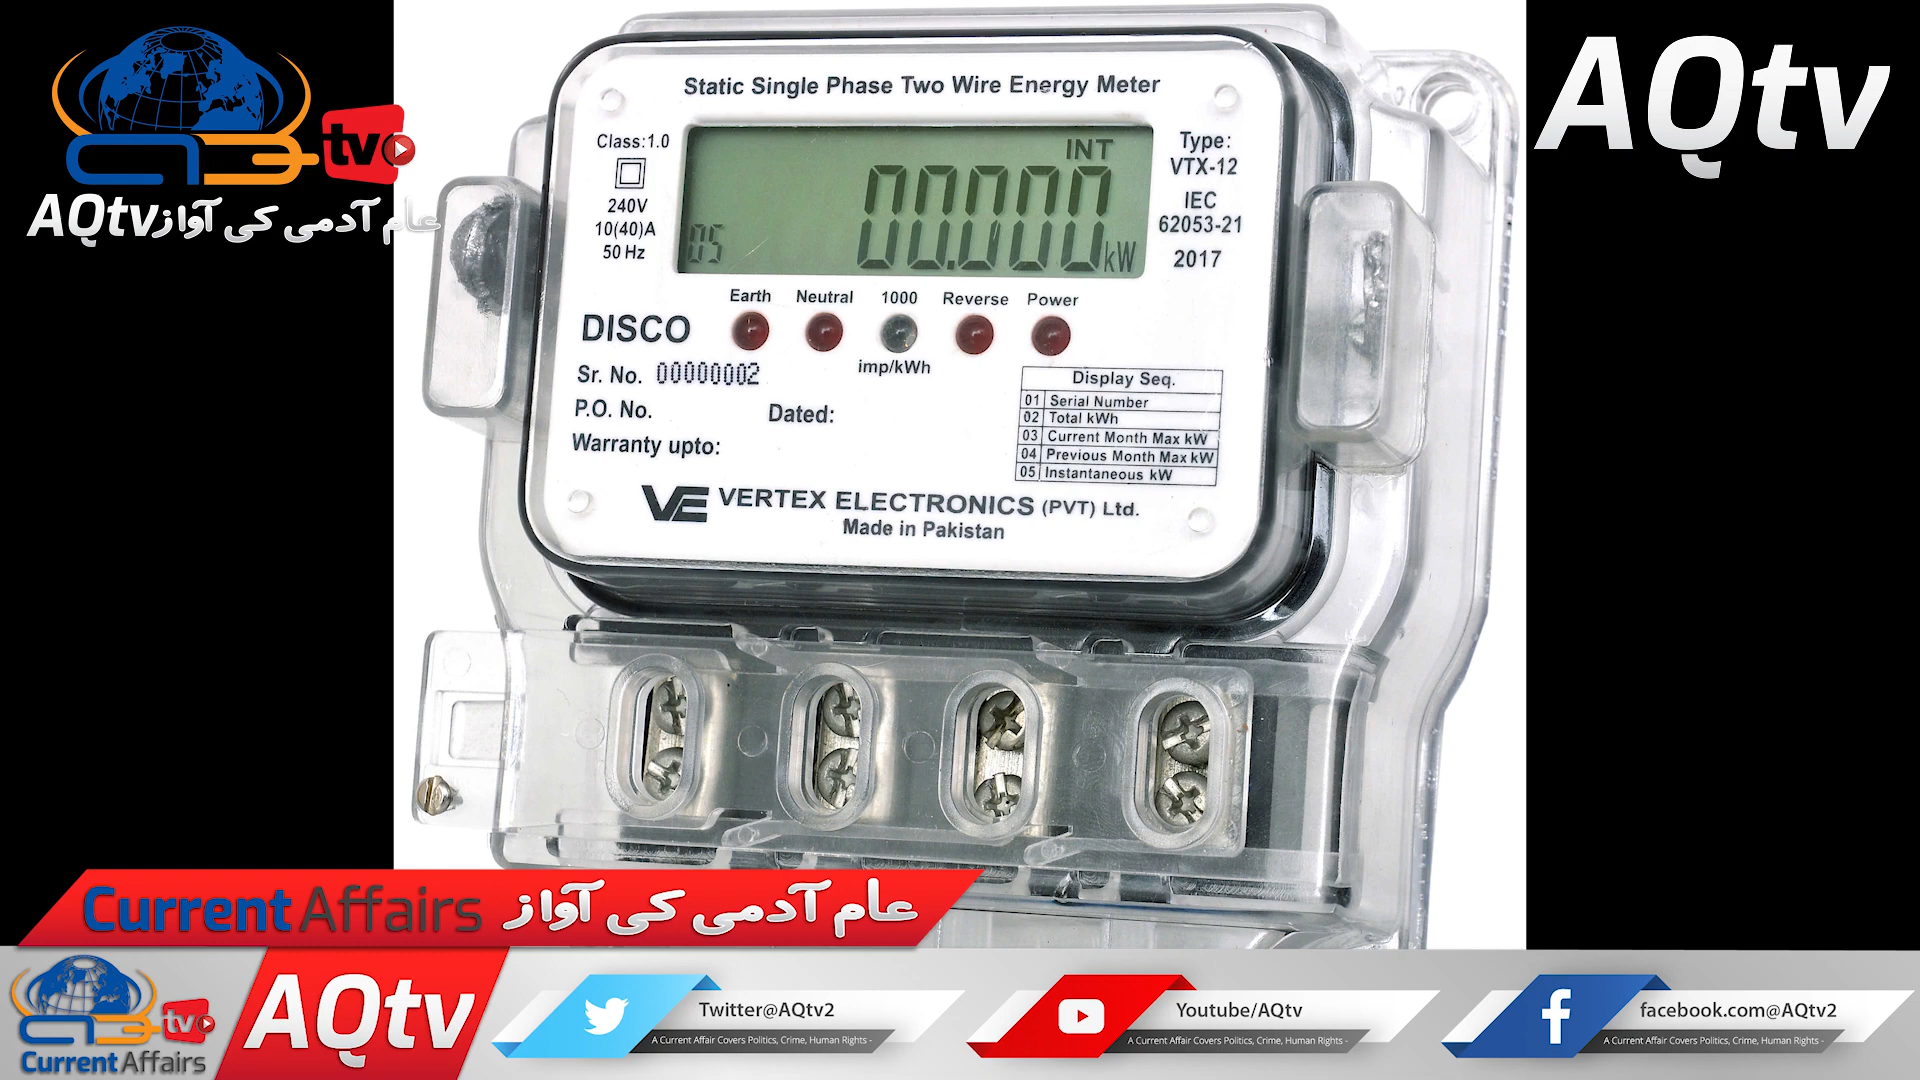 tv
AQtv عام آدمی کی آواز
AQtv
Static Single Phase Two Wire Energy Meter
Class:1.0
240V
10(40)A
50 Hz
INT
00.000 kW
05
Type:
VTX-12
IEC
62053-21
2017
Earth Neutral 1000 Reverse Power
imp/kWh
DISCO
Sr. No. 00000002
P.O. No.
Dated:
Warranty upto:
Display Seq.
01 Serial Number
02 Total kWh
03 Current Month Max kW
04 Previous Month Max kW
05 Instantaneous kW
VE VERTEX ELECTRONICS (PVT) Ltd.
Made in Pakistan
Current Affairs عام آدمی کی آواز
tv
Current Affairs
AQtv
Twitter@AQtv2
A Current Affair Covers Politics, Crime, Human Rights -
Youtube/AQtv
A Current Affair Covers Politics, Crime, Human Rights -
facebook.com@AQtv2
A Current Affair Covers Politics, Crime, Human Rights -